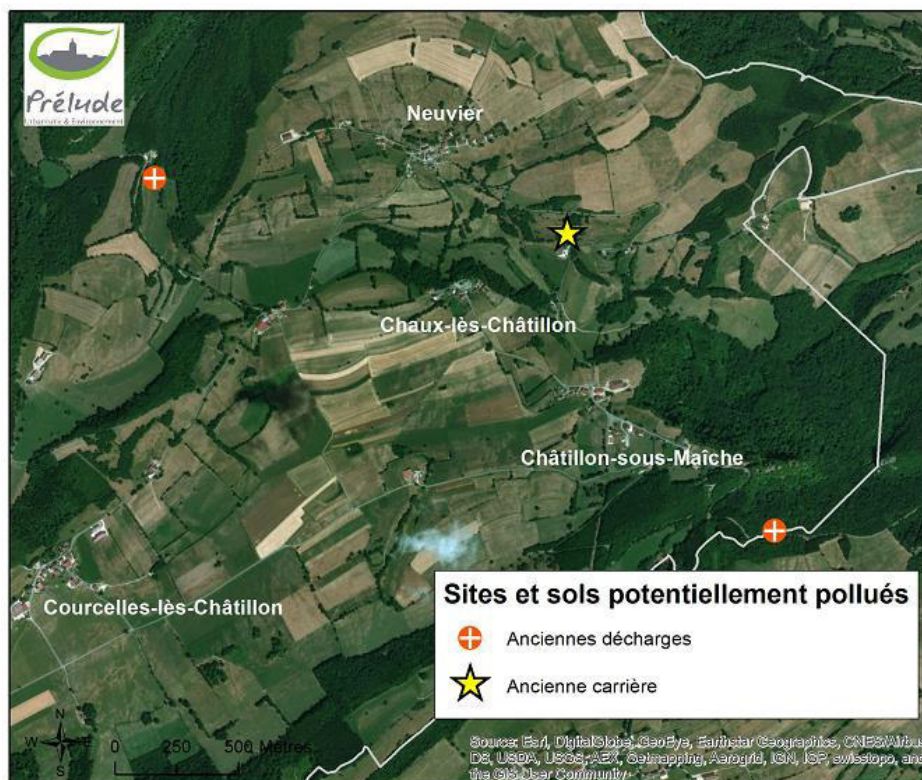 Prélude
Urbanisme & Environnement
Neuvier
Chaux-lès-Châtillon
Châtillon-sous-Maîche
Courcelles-lès-Châtillon
Sites et sols potentiellement pollués
Anciennes décharges
Ancienne carrière
N
W E
S
0 250 500 Mètres
Source: Esri, DigitalGlobe, GeoEye, Earthstar Geographics, CNES/Airbus
DS, USDA, USGS, AEX, Getmapping, Aerogrid, IGN, IGP, swisstopo, and
the GIS User Community